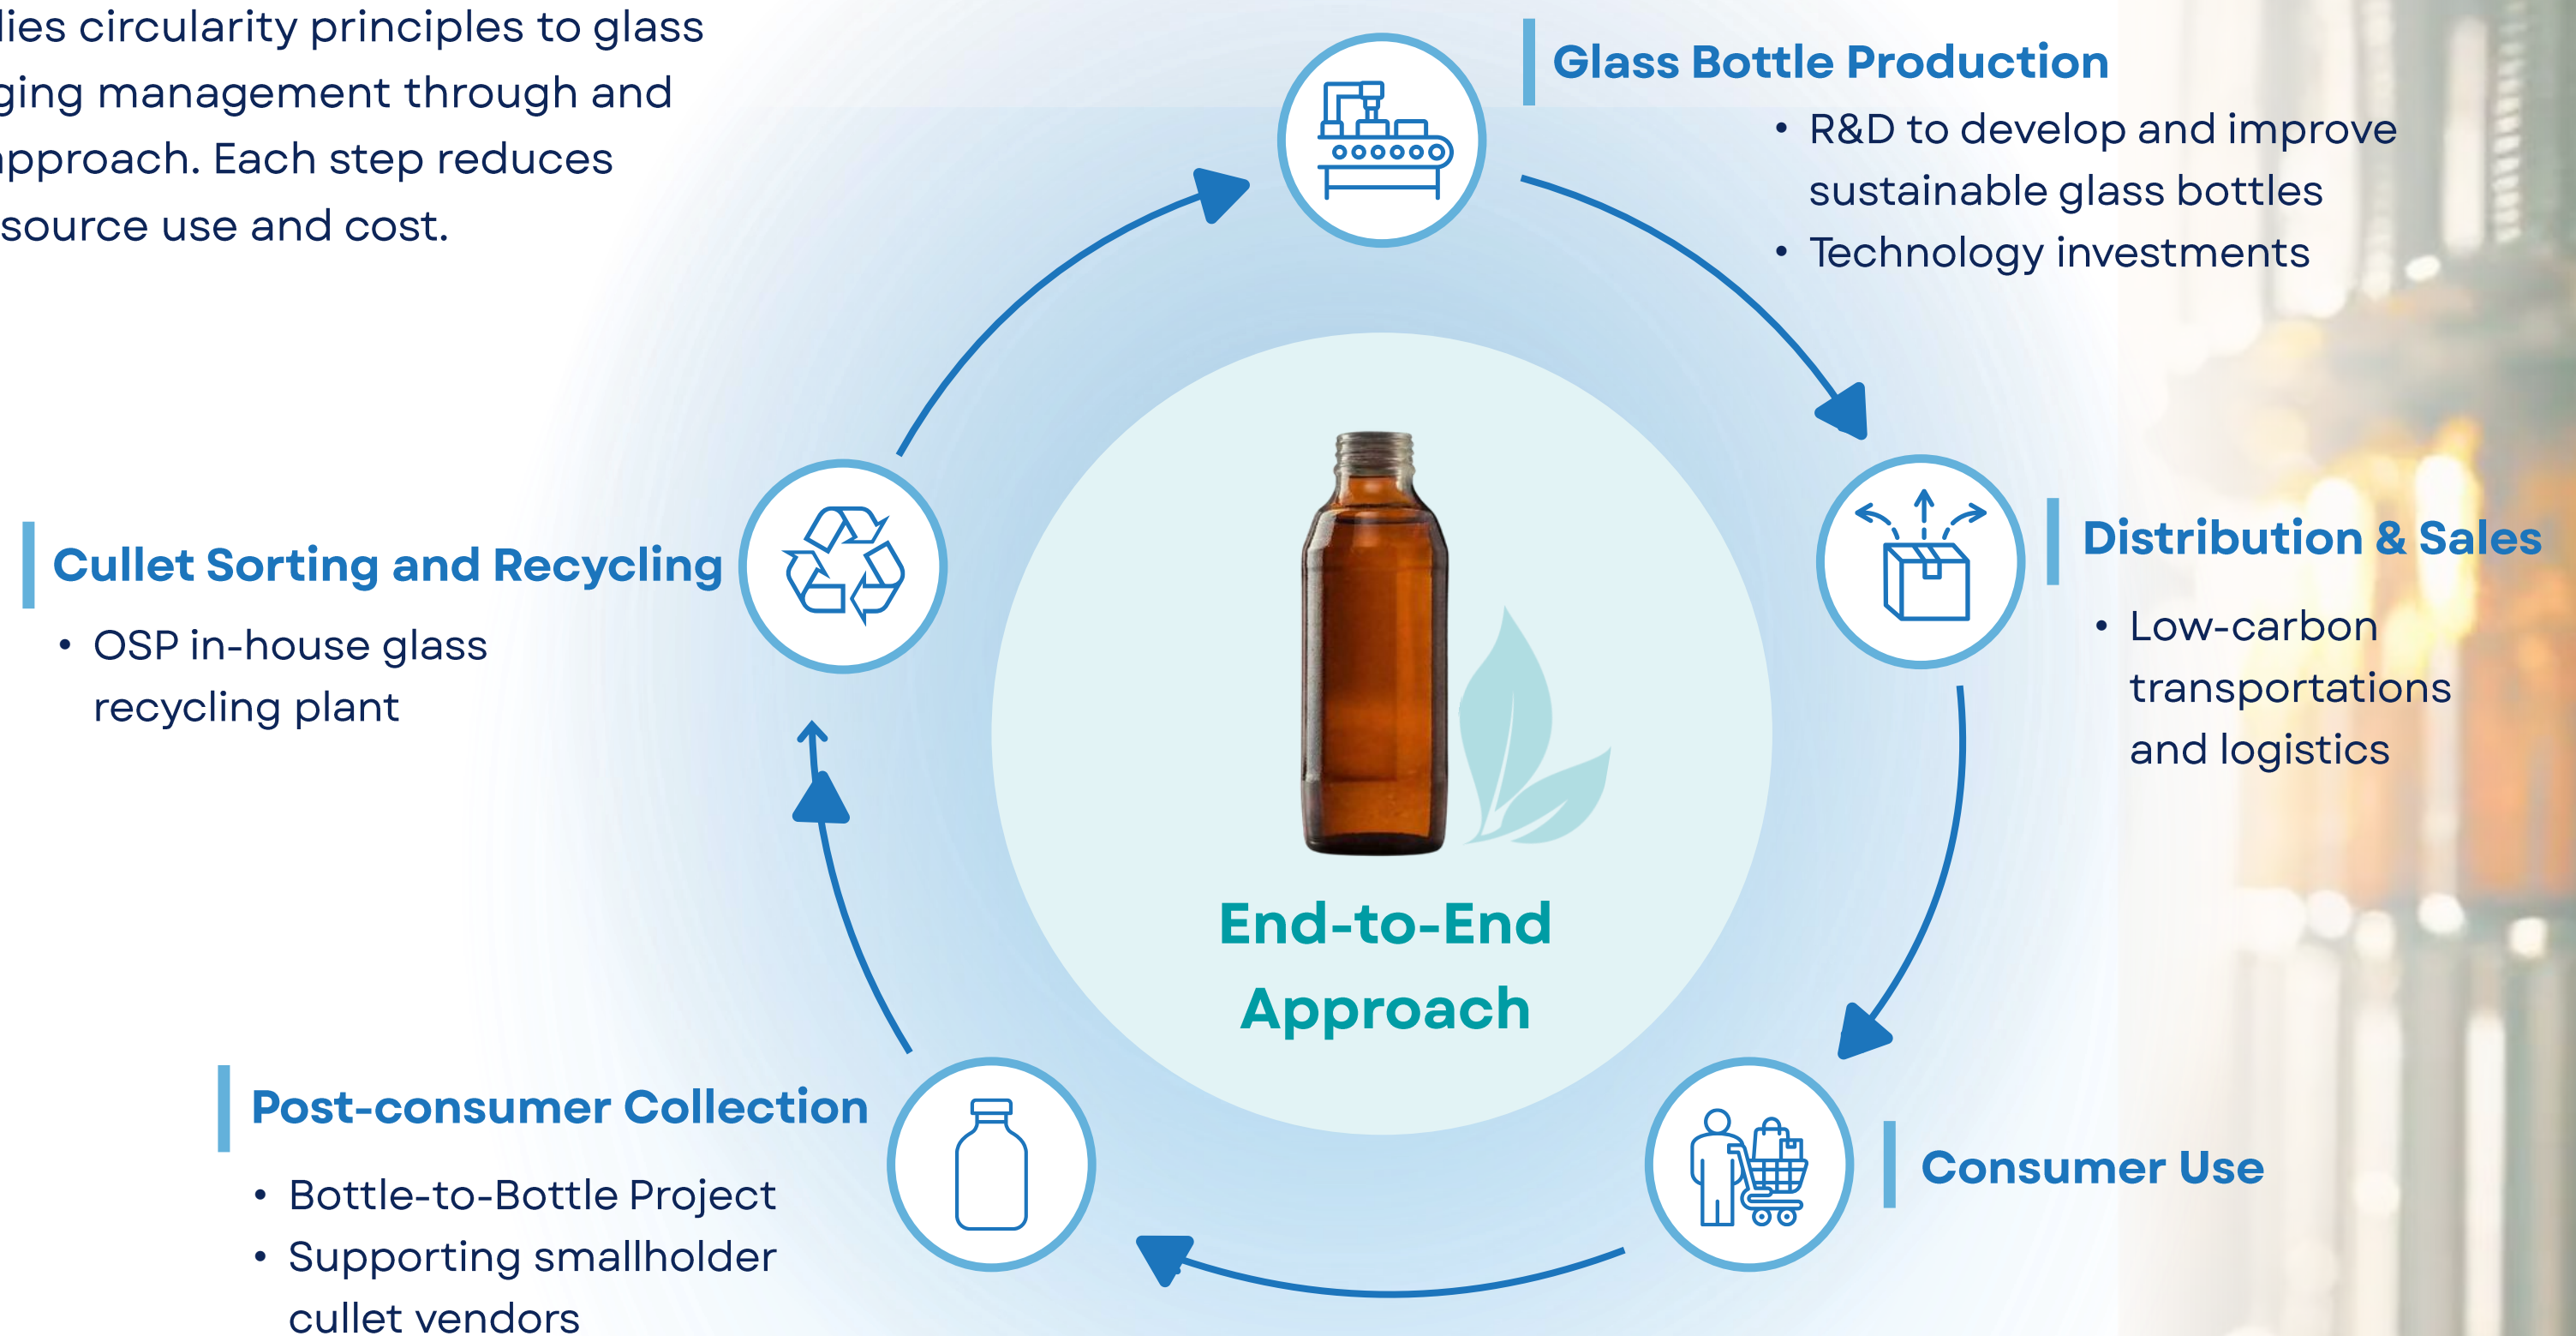 lies circularity principles to glass
ging management through and
approach. Each step reduces
source use and cost.
Glass Bottle Production
• R&D to develop and improve
sustainable glass bottles
• Technology investments
Distribution & Sales
• Low-carbon
transportations
and logistics
Consumer Use
Post-consumer Collection
• Bottle-to-Bottle Project
• Supporting smallholder
cullet vendors
Cullet Sorting and Recycling
• OSP in-house glass
recycling plant
End-to-End
Approach